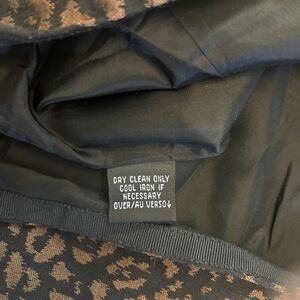 DRY CLEAN ONLY
COOL IRON IF
NECESSARY
OVER/AU VERSO